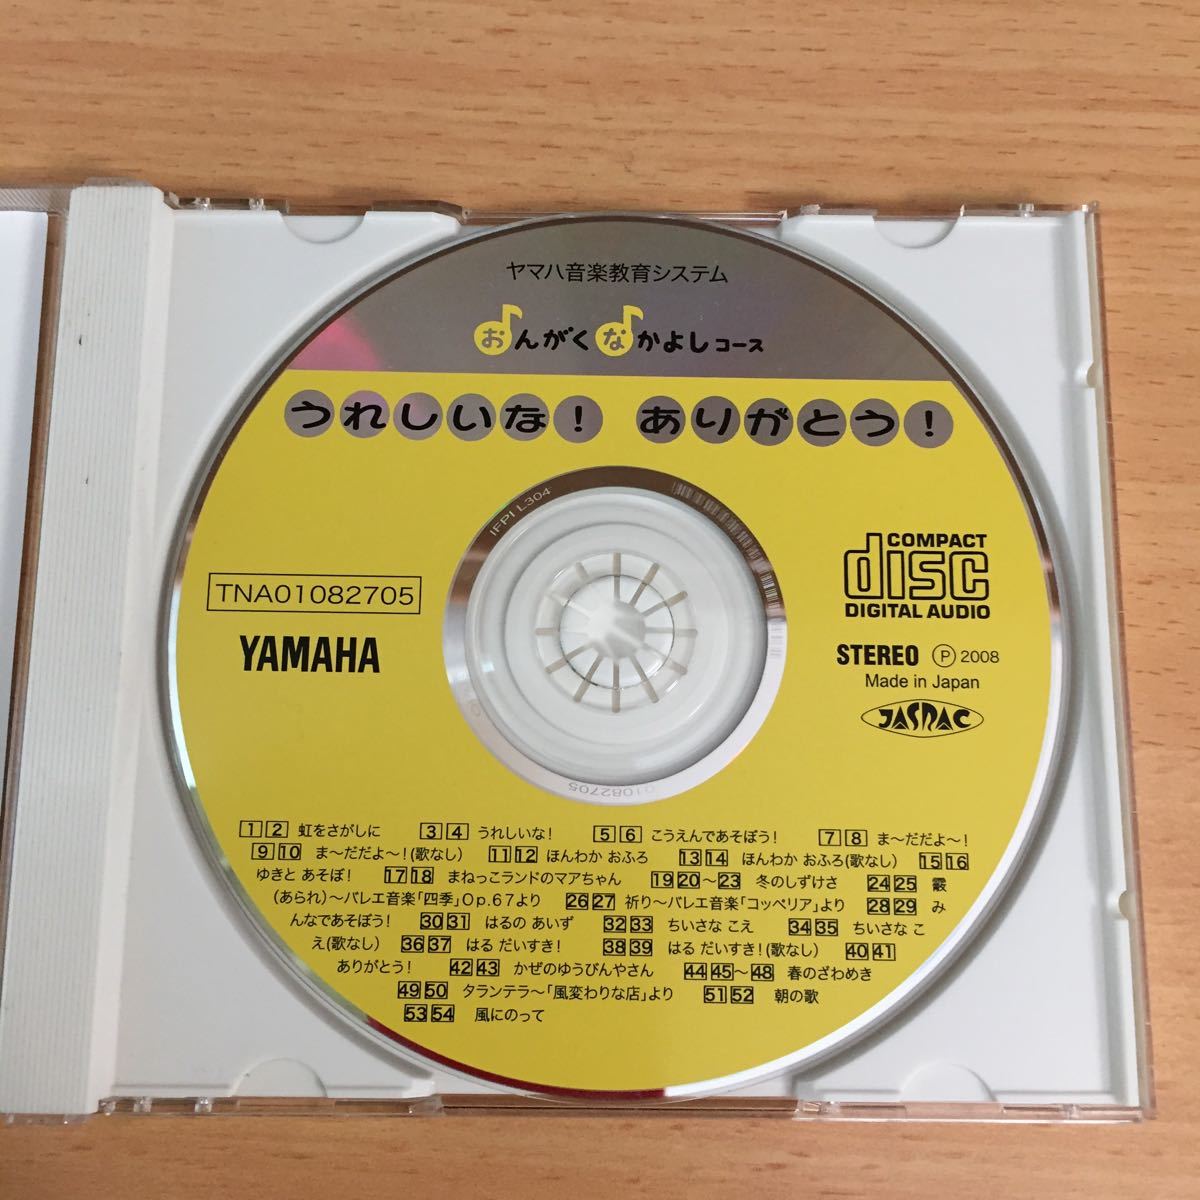 ヤマハ音楽教育システム
おんがくなかよしコース
うれしいな! ありがとう!
IFPI L304
COMPACT
disc
DIGITAL AUDIO
TNA01082705
YAMAHA
STEREO Ⓟ 2008
Made in Japan
JASRAC
01082705
1 2 虹をさがしに 3 4 うれしいな! 5 6 こうえんであそぼう! 7 8 ま〜だだよ〜!
9 10 ま〜だだよ〜!(歌なし) 11 12 ほんわか おふろ 13 14 ほんわか おふろ(歌なし) 15 16
ゆきと あそぼ! 17 18 まねっこランドのマアちゃん 19 20〜23 冬のしずけさ 24 25 霰
(あられ)〜バレエ音楽「四季」Op.67より 26 27 祈り〜バレエ音楽「コッペリア」より 28 29 み
んなであそぼう! 30 31 はるの あいず 32 33 ちいさな こえ 34 35 ちいさな こ
え(歌なし) 36 37 はる だいすき! 38 39 はる だいすき!(歌なし) 40 41
ありがとう! 42 43 かぜのゆうびんやさん 44 45〜48 春のざわめき
49 50 タランテラ〜「風変わりな店」より 51 52 朝の歌
53 54 風にのって